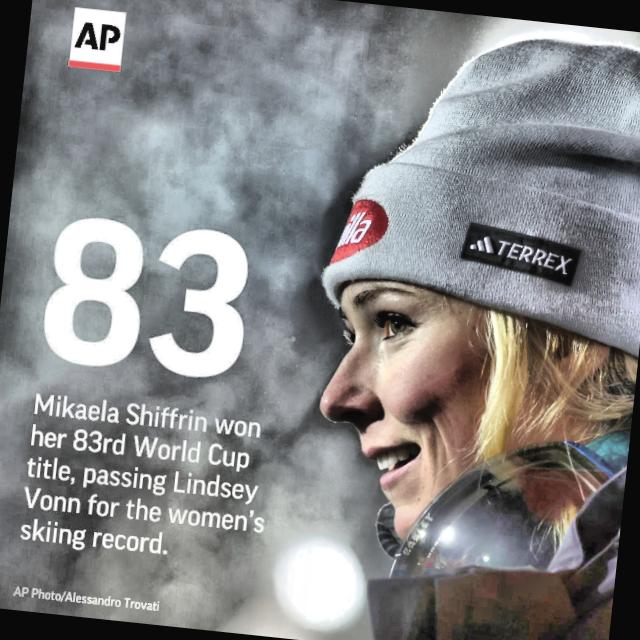 AP
83
Mikaela Shiffrin won
her 83rd World Cup
title, passing Lindsey
Vonn for the women's
skiing record.
AP Photo/Alessandro Trovati
TERREX